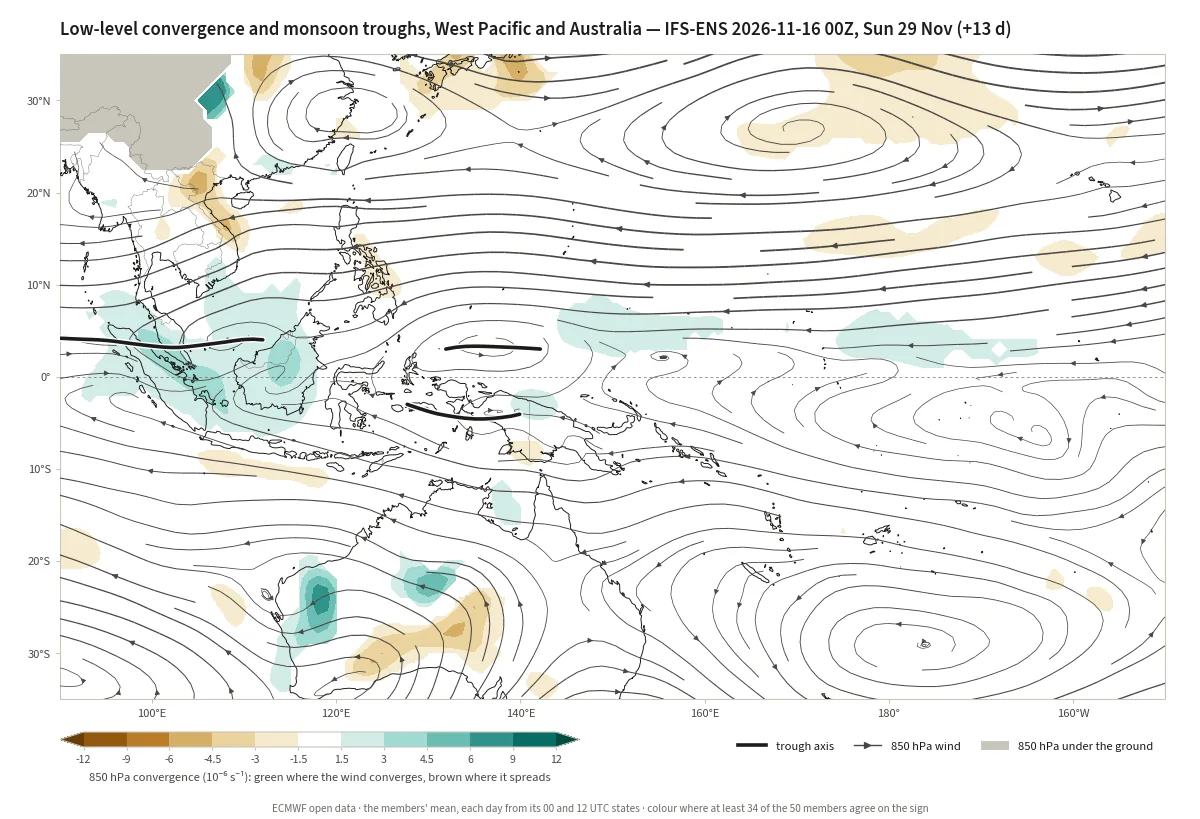 Low-level convergence and monsoon troughs, West Pacific and Australia — IFS-ENS 2026-11-16 00Z, Sun 29 Nov (+13 d)
30°N
20°N
10°N
0°
10°S
20°S
30°S
100°E 120°E 140°E 160°E 180° 160°W
-12 -9 -6 -4.5 -3 -1.5 1.5 3 4.5 6 9 12
850 hPa convergence (10⁻⁶ s⁻¹): green where the wind converges, brown where it spreads
trough axis 850 hPa wind 850 hPa under the ground
ECMWF open data · the members' mean, each day from its 00 and 12 UTC states · colour where at least 34 of the 50 members agree on the sign